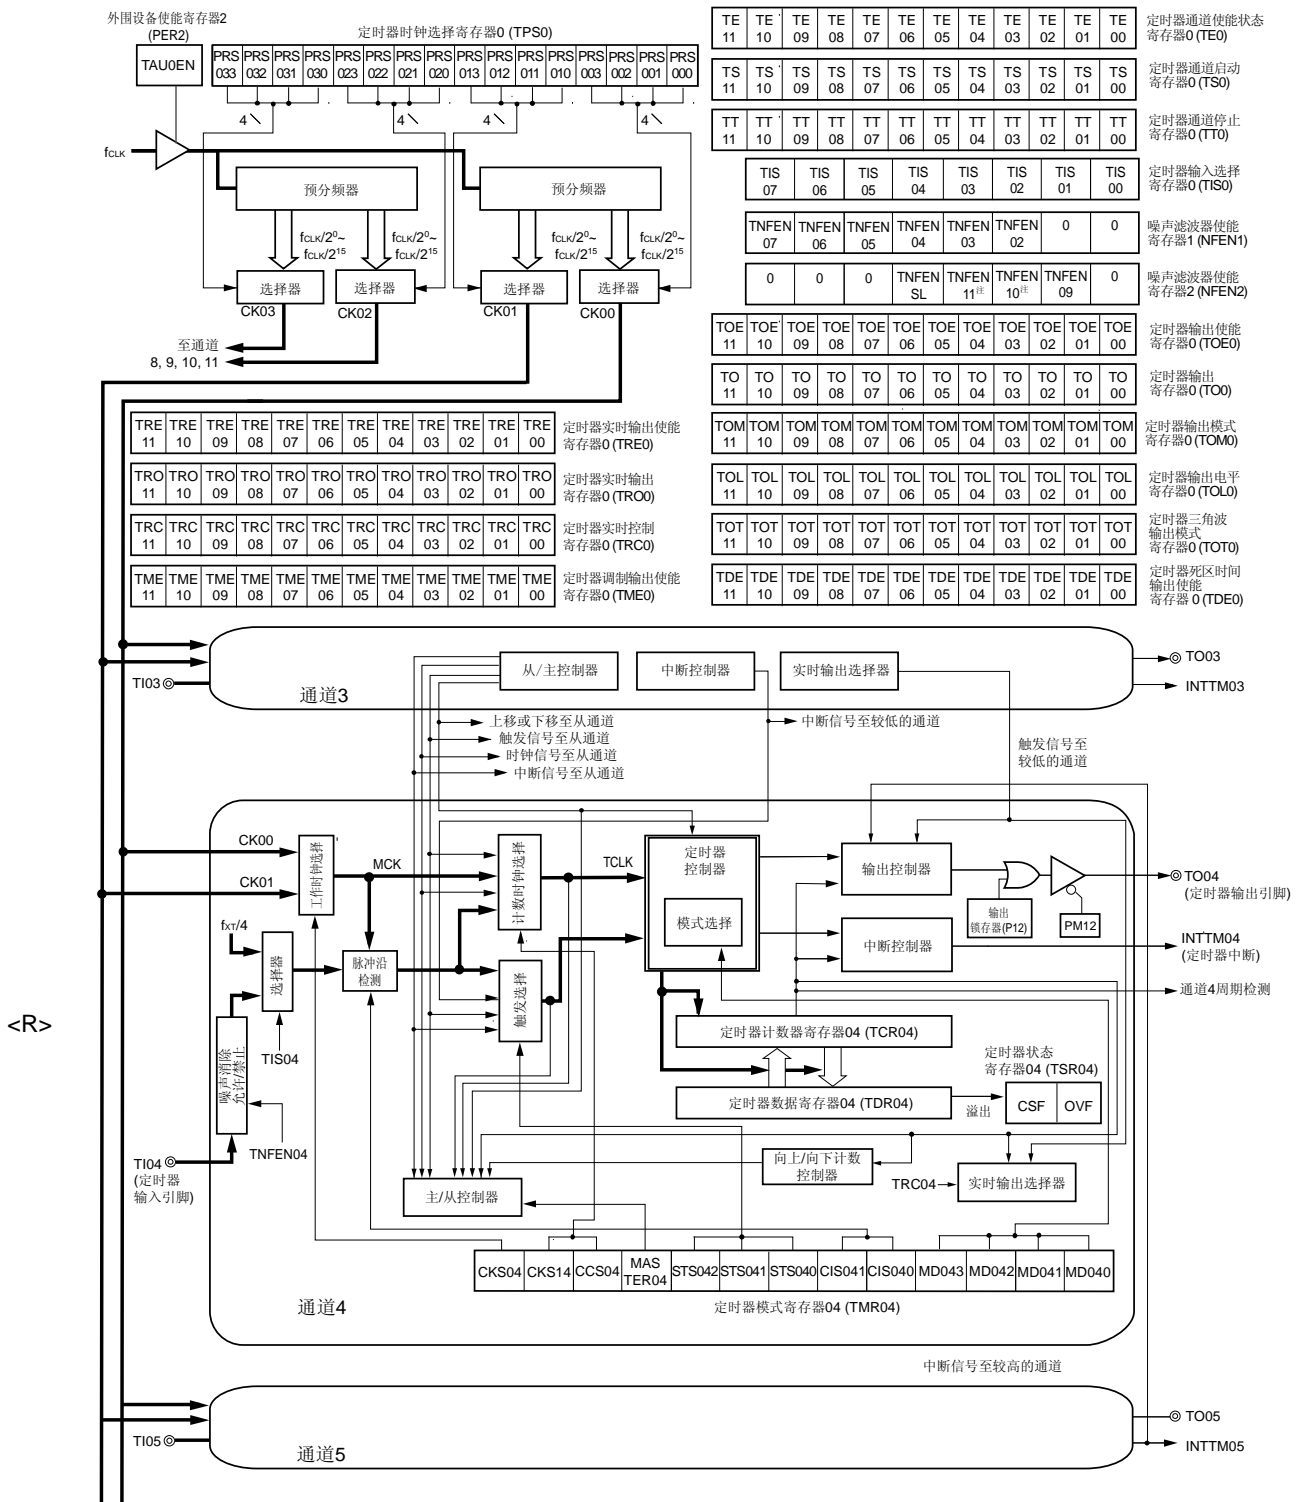 外围设备使能寄存器2
(PER2)
TAU0EN
定时器时钟选择寄存器0 (TPS0)
PRS 033 PRS 032 PRS 031 PRS 030 PRS 023 PRS 022 PRS 021 PRS 020 PRS 013 PRS 012 PRS 011 PRS 010 PRS 003 PRS 002 PRS 001 PRS 000
4 4 4 4
fCLK
预分频器
预分频器
fCLK/2⁰~
fCLK/2¹⁵
fCLK/2⁰~
fCLK/2¹⁵
fCLK/2⁰~
fCLK/2¹⁵
fCLK/2⁰~
fCLK/2¹⁵
选择器 选择器 选择器 选择器
CK03 CK02 CK01 CK00
至通道
8, 9, 10, 11
TE 11 TE 10 TE 09 TE 08 TE 07 TE 06 TE 05 TE 04 TE 03 TE 02 TE 01 TE 00
定时器通道使能状态
寄存器0 (TE0)
TS 11 TS 10 TS 09 TS 08 TS 07 TS 06 TS 05 TS 04 TS 03 TS 02 TS 01 TS 00
定时器通道启动
寄存器0 (TS0)
TT 11 TT 10 TT 09 TT 08 TT 07 TT 06 TT 05 TT 04 TT 03 TT 02 TT 01 TT 00
定时器通道停止
寄存器0 (TT0)
TIS 07 TIS 06 TIS 05 TIS 04 TIS 03 TIS 02 TIS 01 TIS 00
定时器输入选择
寄存器0 (TIS0)
TNFEN 07 TNFEN 06 TNFEN 05 TNFEN 04 TNFEN 03 TNFEN 02 0 0
噪声滤波器使能
寄存器1 (NFEN1)
0 0 0 TNFEN SL TNFEN 11注 TNFEN 10注 TNFEN 09 0
噪声滤波器使能
寄存器2 (NFEN2)
TOE 11 TOE 10 TOE 09 TOE 08 TOE 07 TOE 06 TOE 05 TOE 04 TOE 03 TOE 02 TOE 01 TOE 00
定时器输出使能
寄存器0 (TOE0)
TO 11 TO 10 TO 09 TO 08 TO 07 TO 06 TO 05 TO 04 TO 03 TO 02 TO 01 TO 00
定时器输出
寄存器0 (TO0)
TOM 11 TOM 10 TOM 09 TOM 08 TOM 07 TOM 06 TOM 05 TOM 04 TOM 03 TOM 02 TOM 01 TOM 00
定时器输出模式
寄存器0 (TOM0)
TOL 11 TOL 10 TOL 09 TOL 08 TOL 07 TOL 06 TOL 05 TOL 04 TOL 03 TOL 02 TOL 01 TOL 00
定时器输出电平
寄存器0 (TOL0)
TOT 11 TOT 10 TOT 09 TOT 08 TOT 07 TOT 06 TOT 05 TOT 04 TOT 03 TOT 02 TOT 01 TOT 00
定时器三角波
输出模式
寄存器0 (TOT0)
TDE 11 TDE 10 TDE 09 TDE 08 TDE 07 TDE 06 TDE 05 TDE 04 TDE 03 TDE 02 TDE 01 TDE 00
定时器死区时间
输出使能
寄存器 0 (TDE0)
TRE 11 TRE 10 TRE 09 TRE 08 TRE 07 TRE 06 TRE 05 TRE 04 TRE 03 TRE 02 TRE 01 TRE 00
定时器实时输出使能
寄存器0 (TRE0)
TRO 11 TRO 10 TRO 09 TRO 08 TRO 07 TRO 06 TRO 05 TRO 04 TRO 03 TRO 02 TRO 01 TRO 00
定时器实时输出
寄存器0 (TRO0)
TRC 11 TRC 10 TRC 09 TRC 08 TRC 07 TRC 06 TRC 05 TRC 04 TRC 03 TRC 02 TRC 01 TRC 00
定时器实时控制
寄存器0 (TRC0)
TME 11 TME 10 TME 09 TME 08 TME 07 TME 06 TME 05 TME 04 TME 03 TME 02 TME 01 TME 00
定时器调制输出使能
寄存器0 (TME0)
从/主控制器
中断控制器
实时输出选择器
TI03
通道3
TO03
INTTM03
上移或下移至从通道
触发信号至从通道
时钟信号至从通道
中断信号至从通道
中断信号至较低的通道
触发信号至
较低的通道
CK00
CK01
工作时钟选择
MCK
计数时钟选择
TCLK
定时器
控制器
模式选择
输出控制器
输出
锁存器(P12)
PM12
TO04
(定时器输出引脚)
中断控制器
INTTM04
(定时器中断)
通道4周期检测
fXT/4
选择器
脉冲沿
检测
触发选择
TIS04
噪声消除
允许/禁止
TNFEN04
TI04
(定时器
输入引脚)
定时器计数器寄存器04 (TCR04)
定时器数据寄存器04 (TDR04)
溢出
定时器状态
寄存器04 (TSR04)
CSF OVF
向上/向下计数
控制器
TRC04
实时输出选择器
主/从控制器
CKS04 CKS14 CCS04 MAS TER04 STS042 STS041 STS040 CIS041 CIS040 MD043 MD042 MD041 MD040
定时器模式寄存器04 (TMR04)
通道4
<R>
中断信号至较高的通道
TI05
通道5
TO05
INTTM05